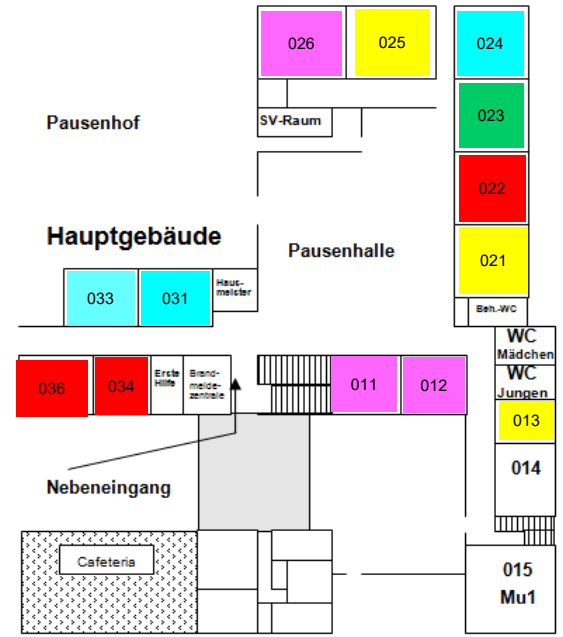 026
025
024
Pausenhof
SV-Raum
023
022
Hauptgebäude
Pausenhalle
021
033
031
Haus-
meister
Beh.-WC
WC
Mädchen
WC
Jungen
036
034
Erste
Hilfe
Brand-
melde-
zentrale
011
012
013
014
Nebeneingang
Cafeteria
015
Mu1